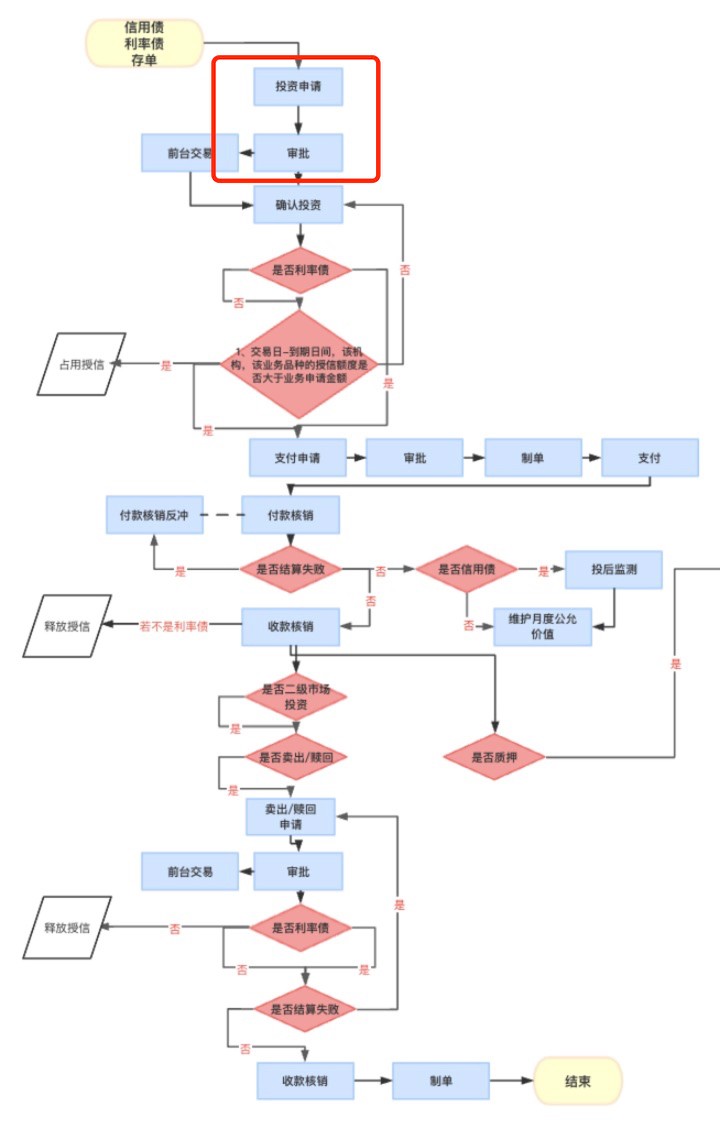 信用债
利率债
存单
投资申请
前台交易
审批
确认投资
是否利率债
否
否
1、交易日–到期日间，该机
构，该业务品种的授信额度是
否大于业务申请金额
占用授信
是
是
是
支付申请
审批
制单
支付
付款核销反冲
付款核销
是
是否结算失败
否
是否信用债
是
投后监测
否
释放授信
若不是利率债
收款核销
否
维护月度公允
价值
是
是否二级市场
投资
是
是否卖出/赎回
是否质押
是
卖出/赎回
申请
前台交易
审批
是
释放授信
否
是否利率债
否
是
是否结算失败
否
收款核销
制单
结束